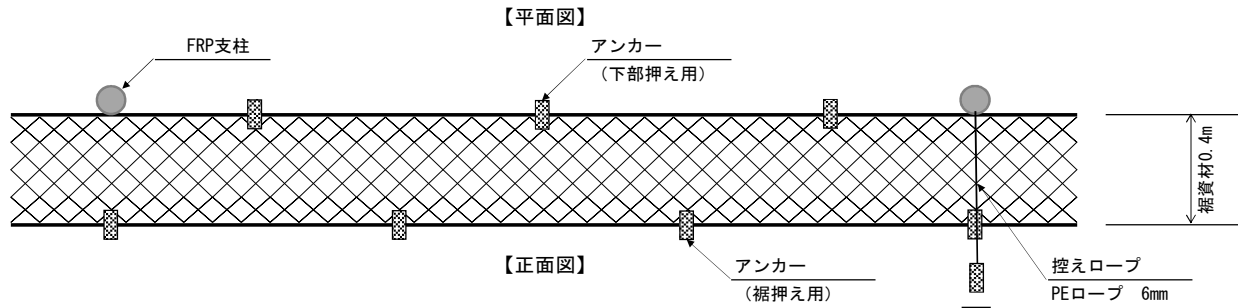 【平面図】
FRP支柱
アンカー
(下部押え用)
裾資材0.4m
【正面図】
アンカー
(裾押え用)
控えロープ
PEロープ 6mm